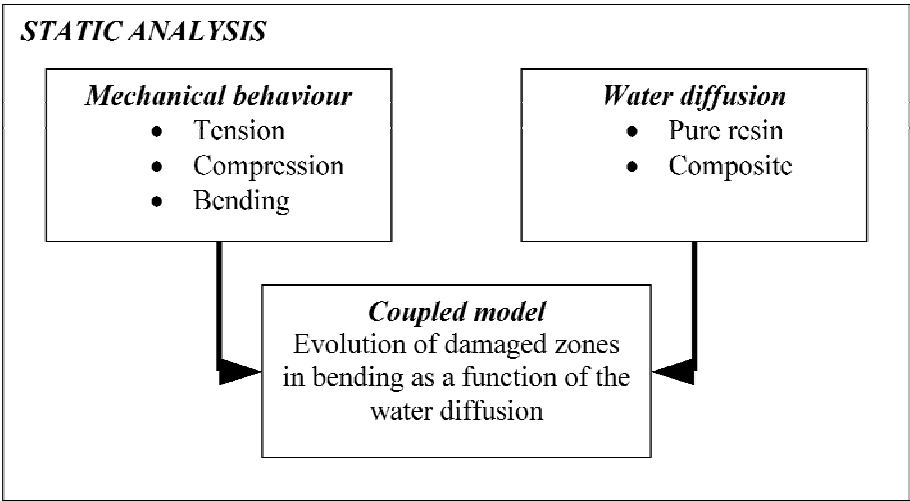 STATIC ANALYSIS
Mechanical behaviour
• Tension
• Compression
• Bending
Water diffusion
• Pure resin
• Composite
Coupled model
Evolution of damaged zones
in bending as a function of the
water diffusion